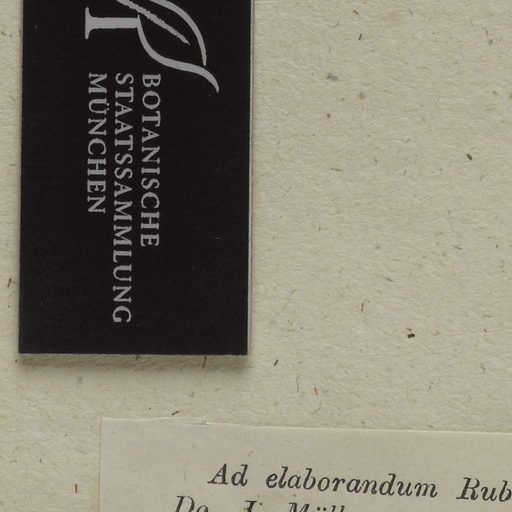 BOTANISCHE
STAATSSAMMLUNG
MÜNCHEN
Ad elaborandum Rub